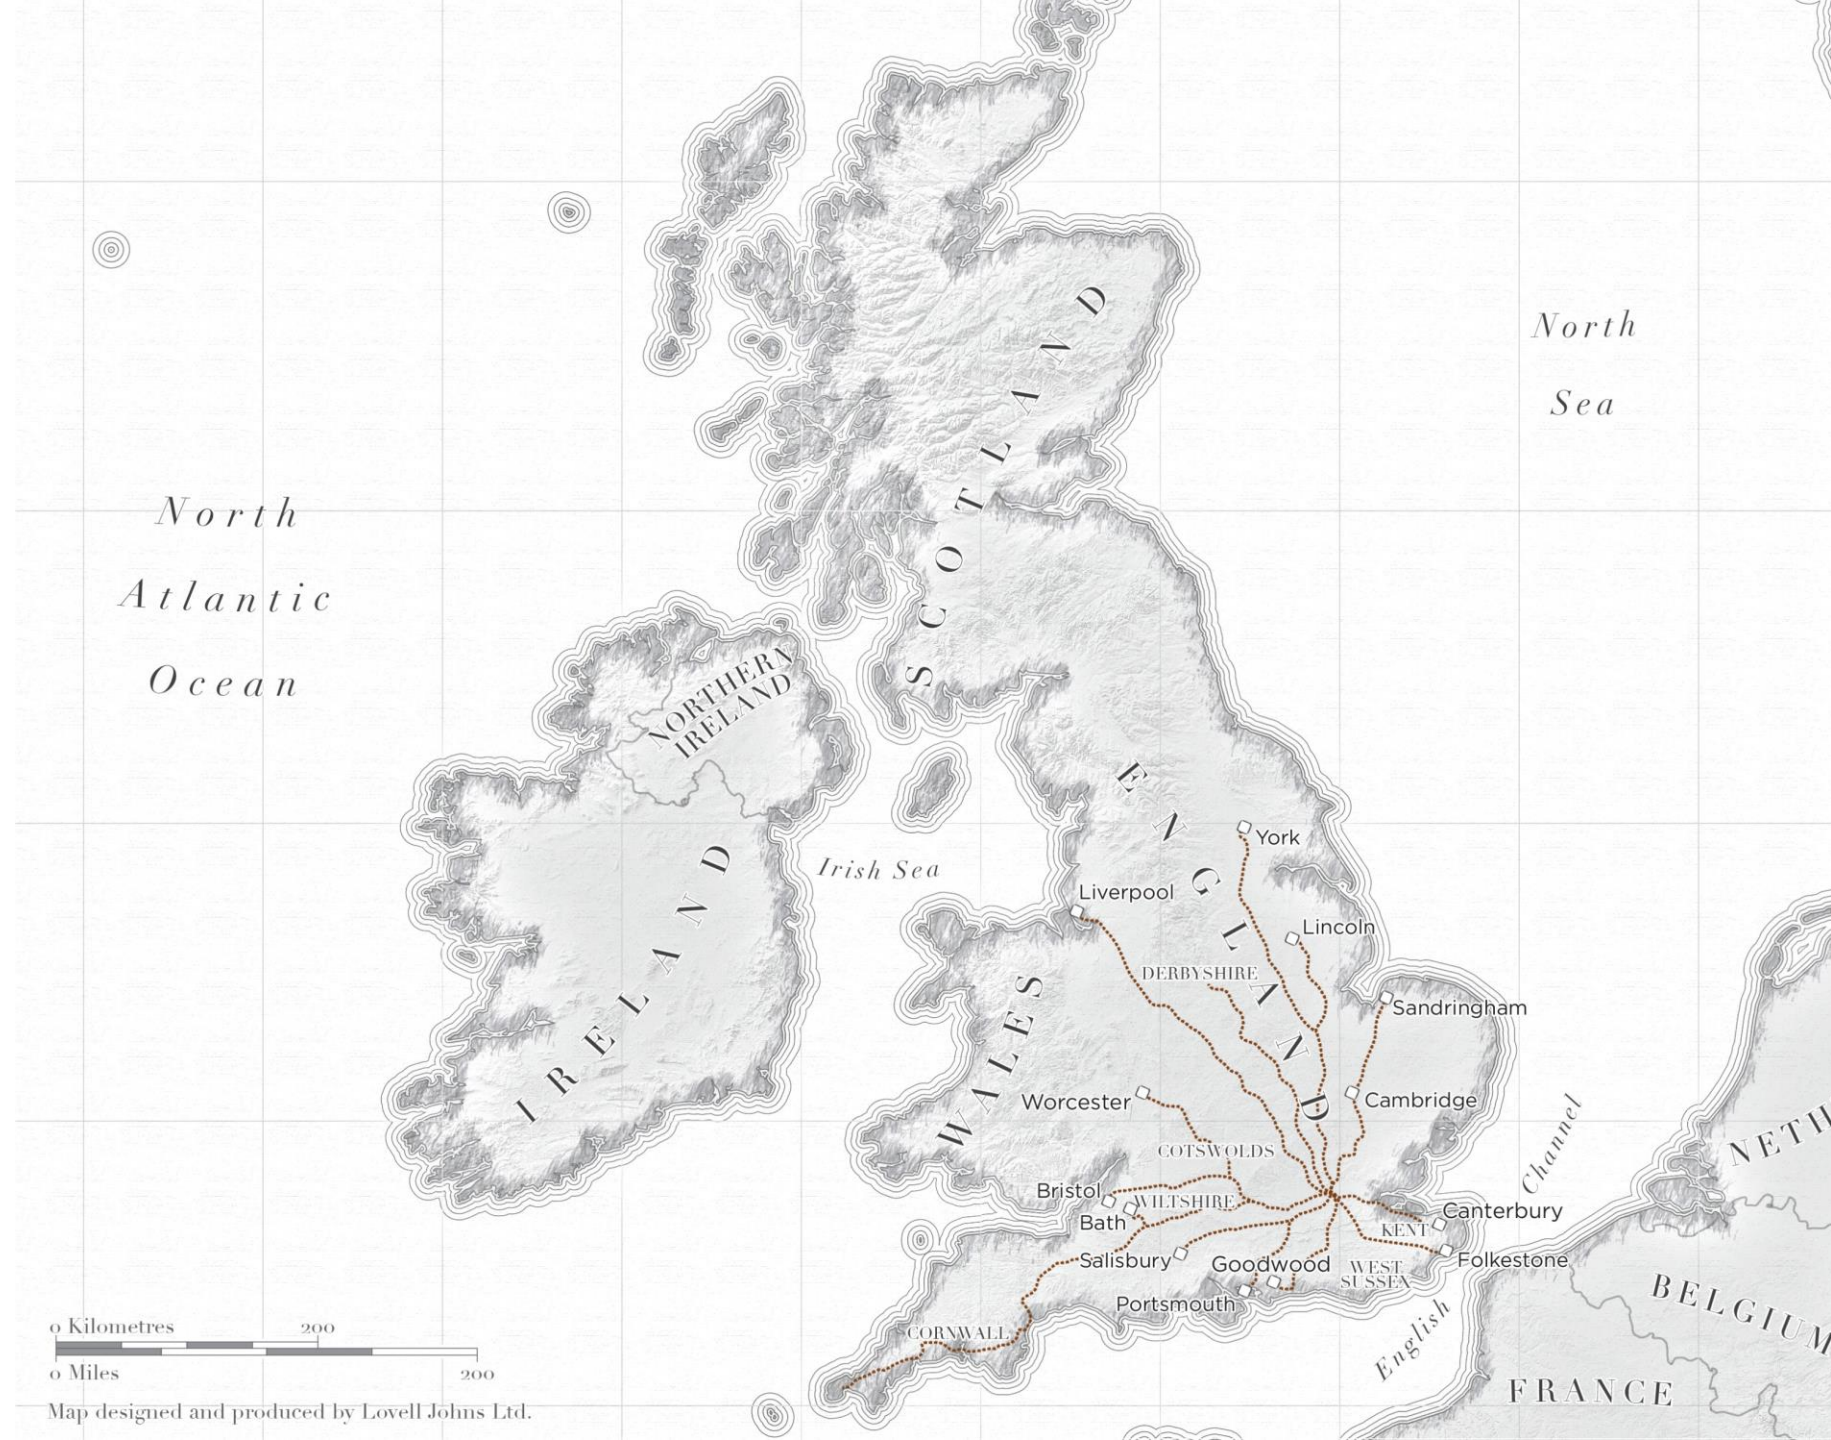 North
Sea
North
Atlantic
Ocean
SCOTLAND
NORTHERN
IRELAND
ENGLAND
York
Irish Sea
IRELAND
Liverpool
Lincoln
DERBYSHIRE
Sandringham
WALES
Worcester
Cambridge
COTSWOLDS
NETH
English Channel
Bristol
WILTSHIRE
Bath
Canterbury
KENT
Salisbury
Goodwood
Folkestone
WEST
SUSSEX
Portsmouth
BELGIUM
CORNWALL
FRANCE
0 Kilometres 200
0 Miles 200
Map designed and produced by Lovell Johns Ltd.